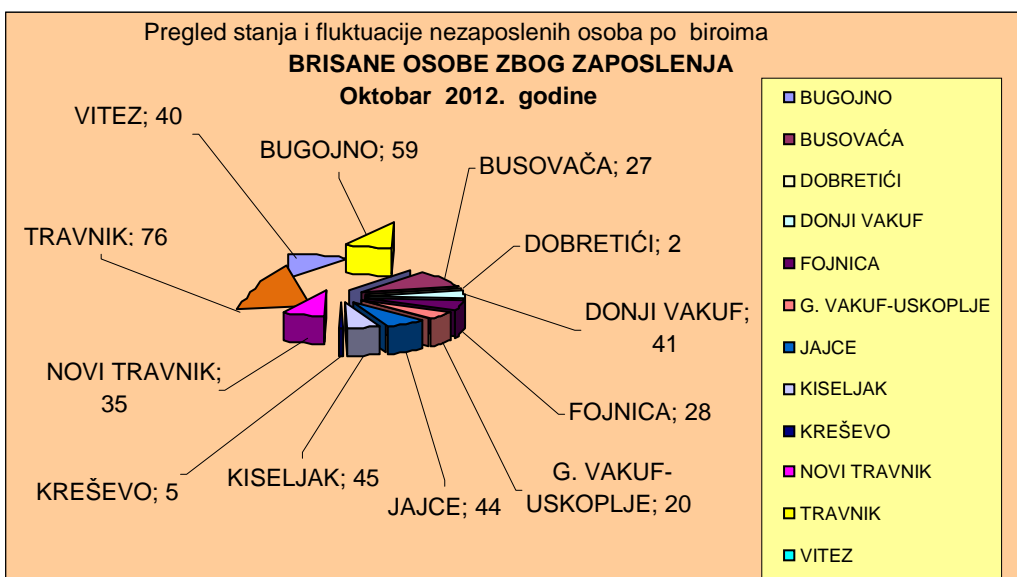 Pregled stanja i fluktuacije nezaposlenih osoba po biroima
BRISANE OSOBE ZBOG ZAPOSLENJA
Oktobar 2012. godine
VITEZ; 40
BUGOJNO; 59
BUSOVAČA; 27
TRAVNIK; 76
DOBRETIĆI; 2
DONJI VAKUF;
41
NOVI TRAVNIK;
35
FOJNICA; 28
KREŠEVO; 5
KISELJAK; 45
JAJCE; 44
G. VAKUF-
USKOPLJE; 20
BUGOJNO
BUSOVAĆA
DOBRETIĆI
DONJI VAKUF
FOJNICA
G. VAKUF-USKOPLJE
JAJCE
KISELJAK
KREŠEVO
NOVI TRAVNIK
TRAVNIK
VITEZ